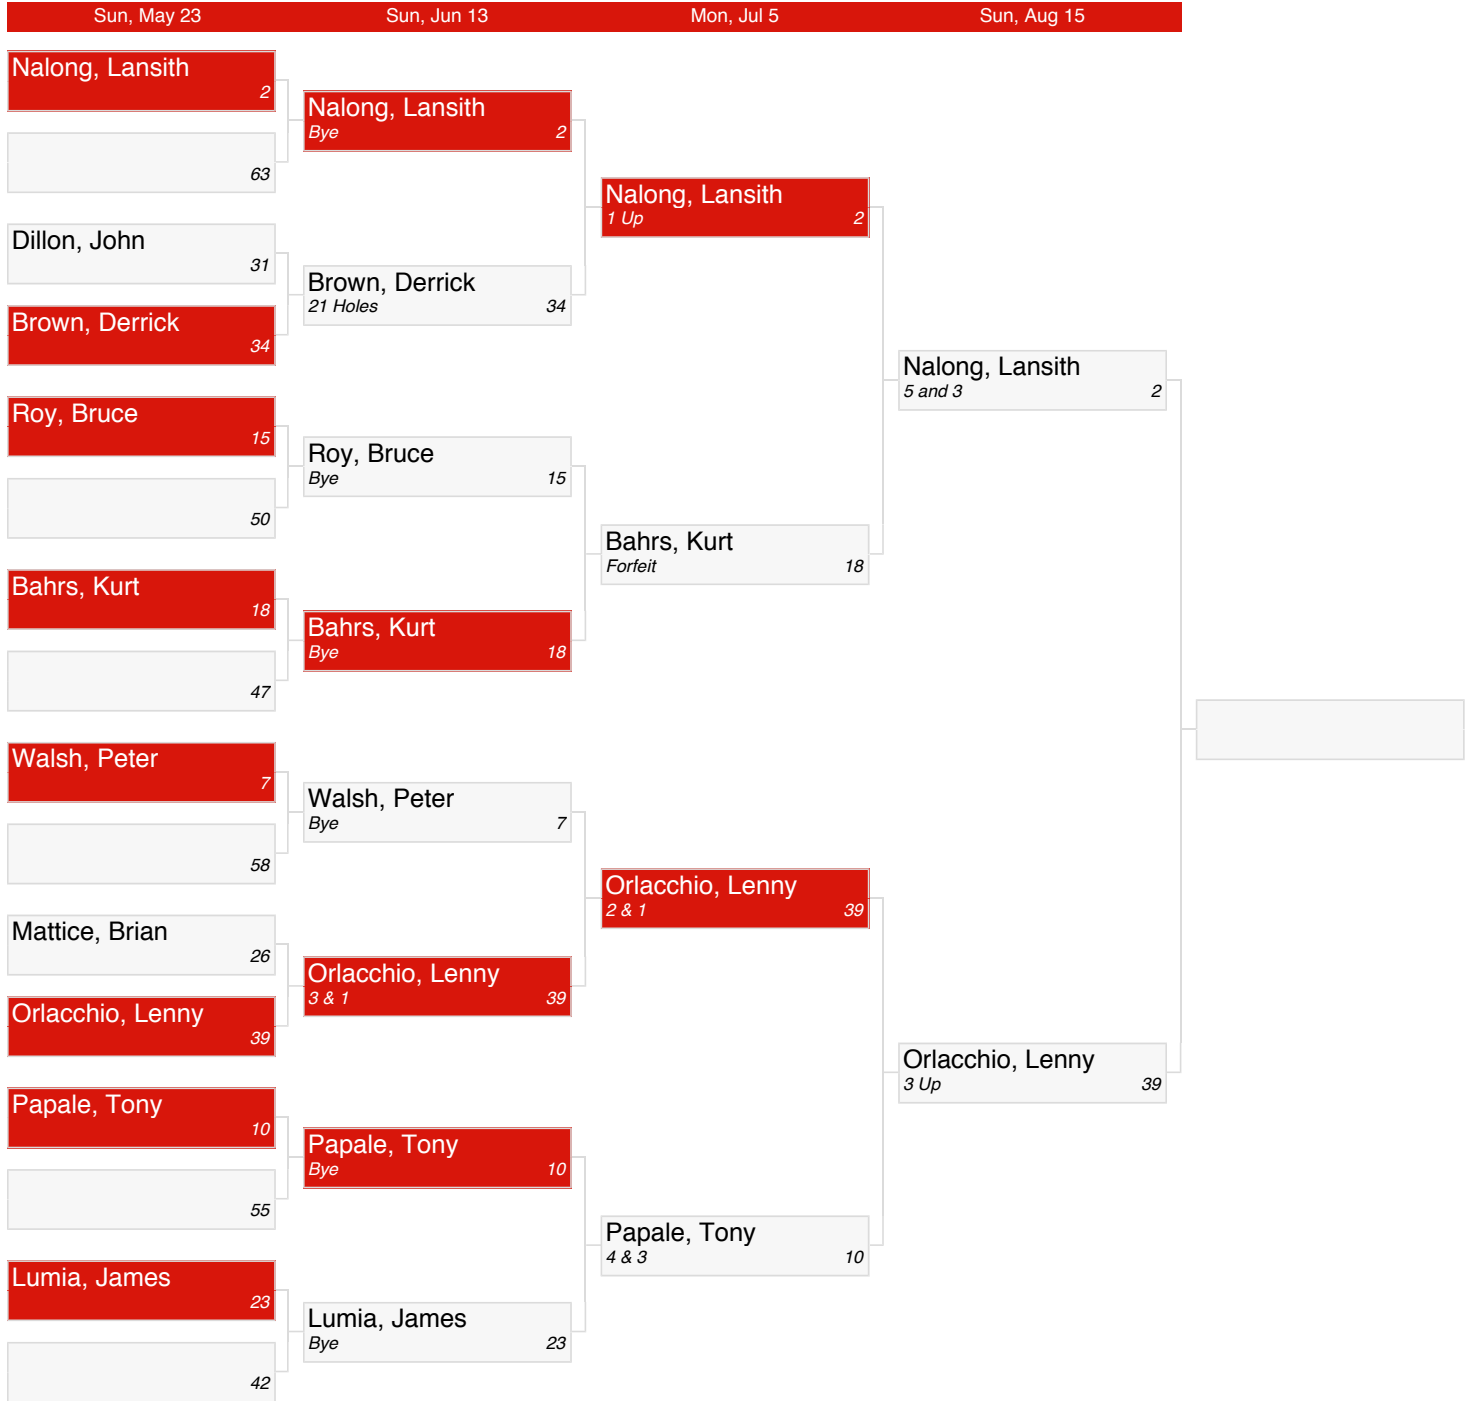 Sun, May 23
Sun, Jun 13
Mon, Jul 5
Sun, Aug 15
Nalong, Lansith
2
63
Dillon, John
31
Brown, Derrick
34
Roy, Bruce
15
50
Bahrs, Kurt
18
47
Walsh, Peter
7
58
Mattice, Brian
26
Orlacchio, Lenny
39
Papale, Tony
10
55
Lumia, James
23
42
Nalong, Lansith
Bye 2
Brown, Derrick
21 Holes 34
Roy, Bruce
Bye 15
Bahrs, Kurt
Bye 18
Walsh, Peter
Bye 7
Orlacchio, Lenny
3 & 1 39
Papale, Tony
Bye 10
Lumia, James
Bye 23
Nalong, Lansith
1 Up 2
Bahrs, Kurt
Forfeit 18
Orlacchio, Lenny
2 & 1 39
Papale, Tony
4 & 3 10
Nalong, Lansith
5 and 3 2
Orlacchio, Lenny
3 Up 39